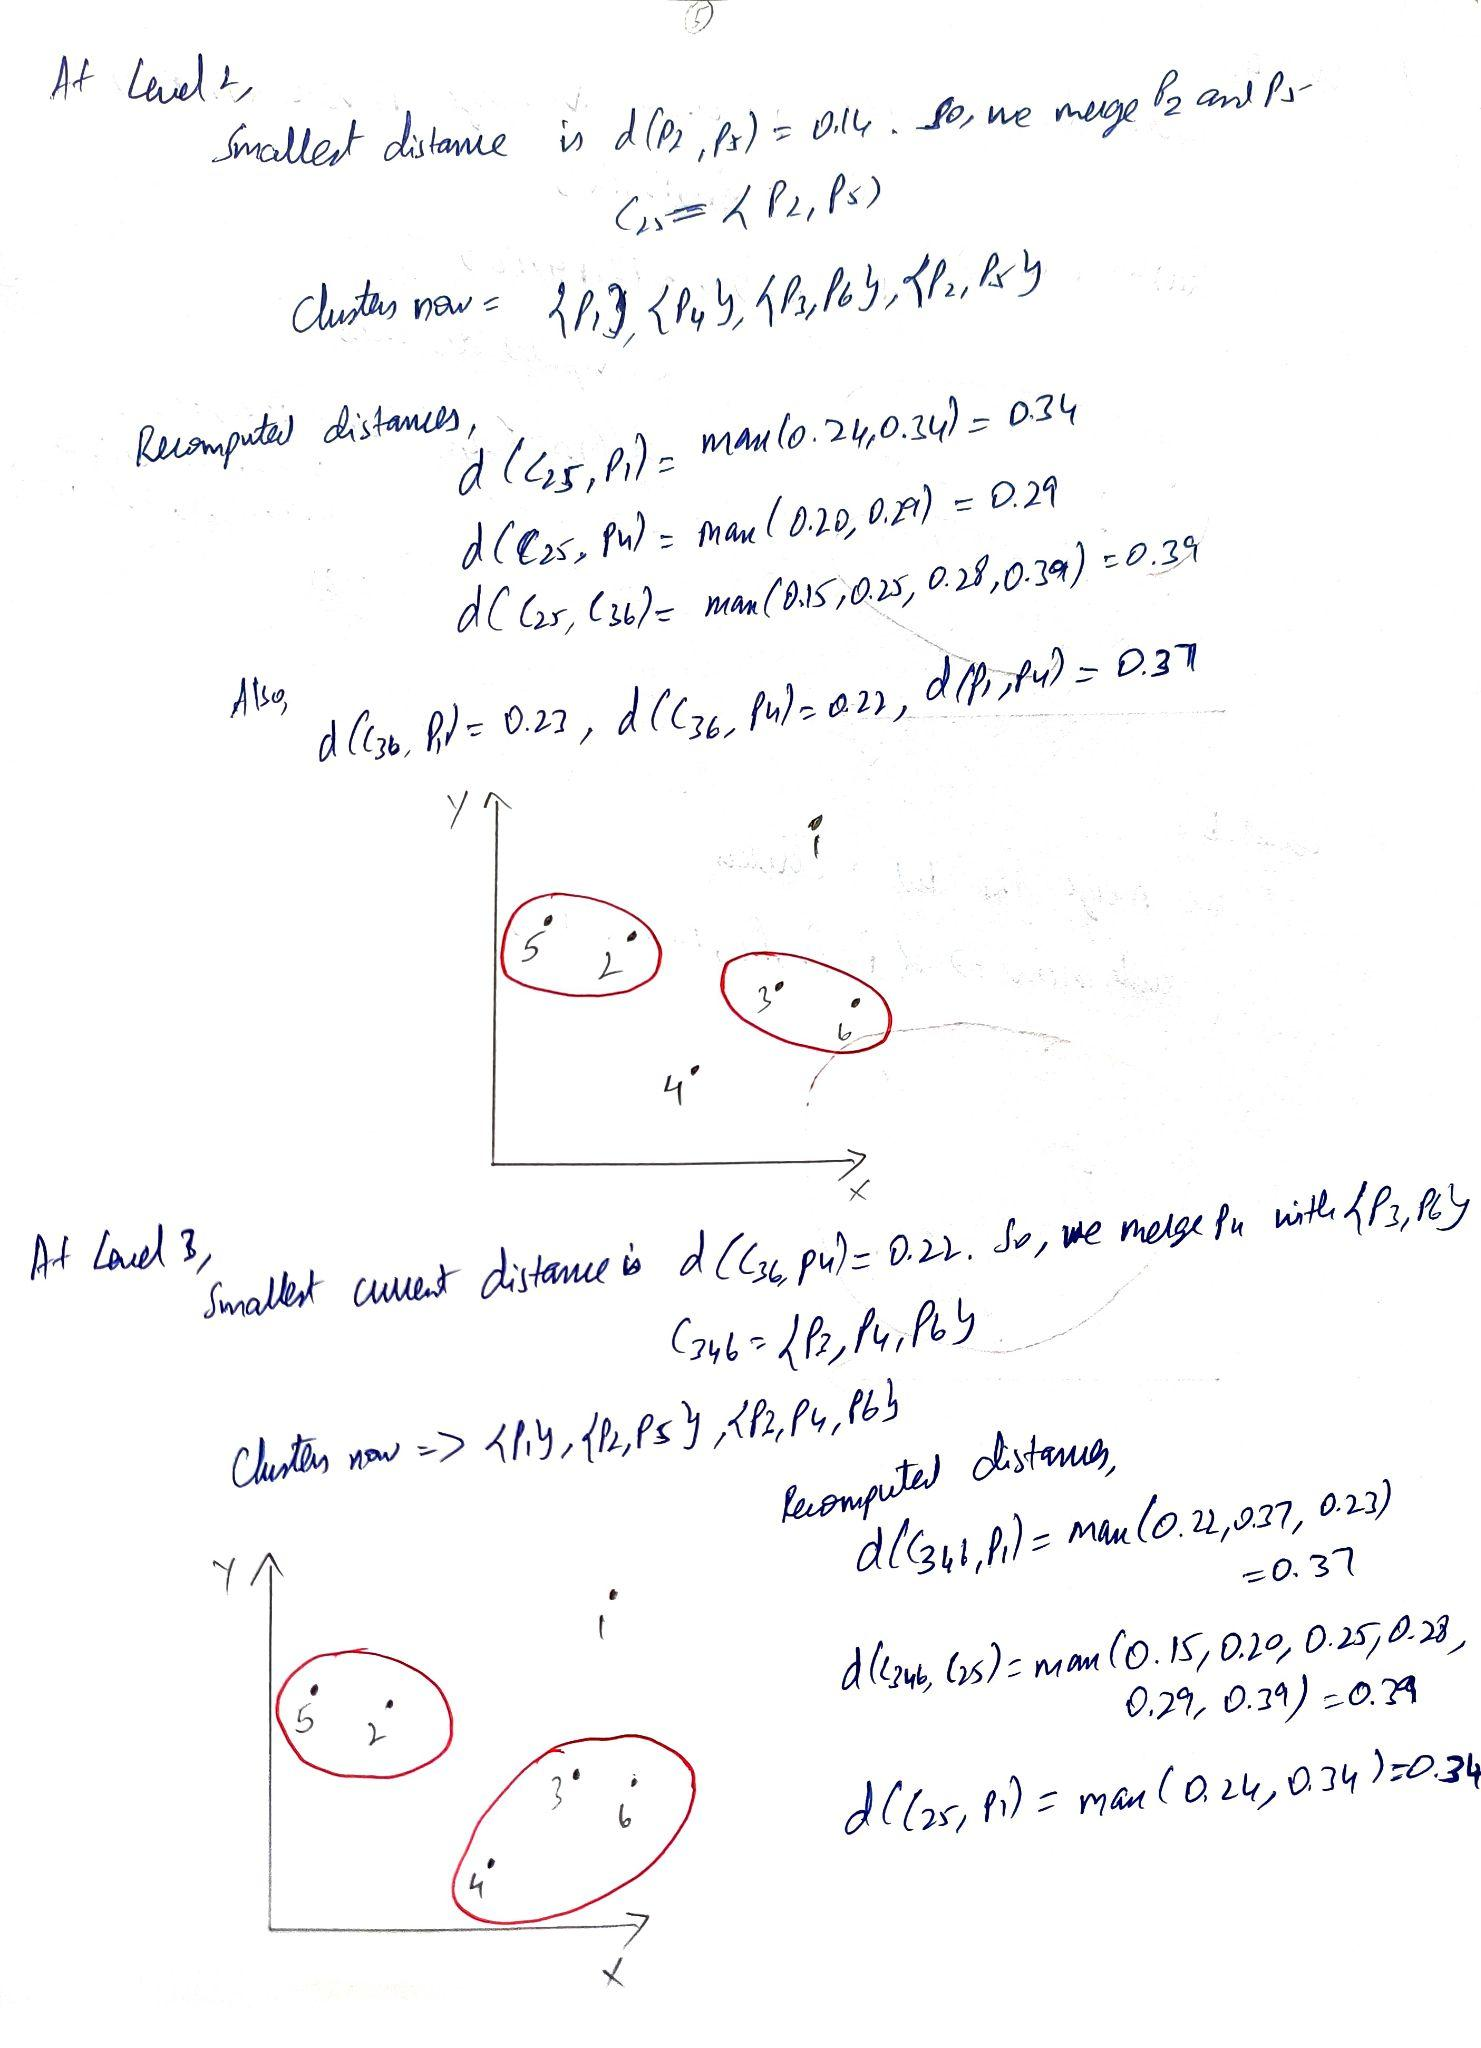 5
At Level 2,
Smallest distance is d(P2, P5) = 0.14. So, we merge P2 and P5
C25 = {P2, P5}
Clusters now = {P1}, {P4}, {P3, P6}, {P2, P5}
Recomputed distances,
d(C25, P1) = max(0.24, 0.34) = 0.34
d(C25, P4) = max(0.20, 0.29) = 0.29
d(C25, C36) = max(0.15, 0.25, 0.28, 0.39) = 0.39
Also,
d(C36, P1) = 0.23, d(C36, P4) = 0.22, d(P1, P4) = 0.37
Y
1
5
2
3
6
4
X
At Level 3,
Smallest current distance is d(C36, P4) = 0.22. So, we merge P4 with {P3, P6}
C346 = {P3, P4, P6}
Clusters now => {P1}, {P2, P5}, {P3, P4, P6}
Recomputed distances,
d(C346, P1) = max(0.22, 0.37, 0.23)
= 0.37
d(C346, C25) = max(0.15, 0.20, 0.25, 0.28,
0.29, 0.39) = 0.39
d(C25, P1) = max(0.24, 0.34) = 0.34
Y
1
5
2
3
6
4
X